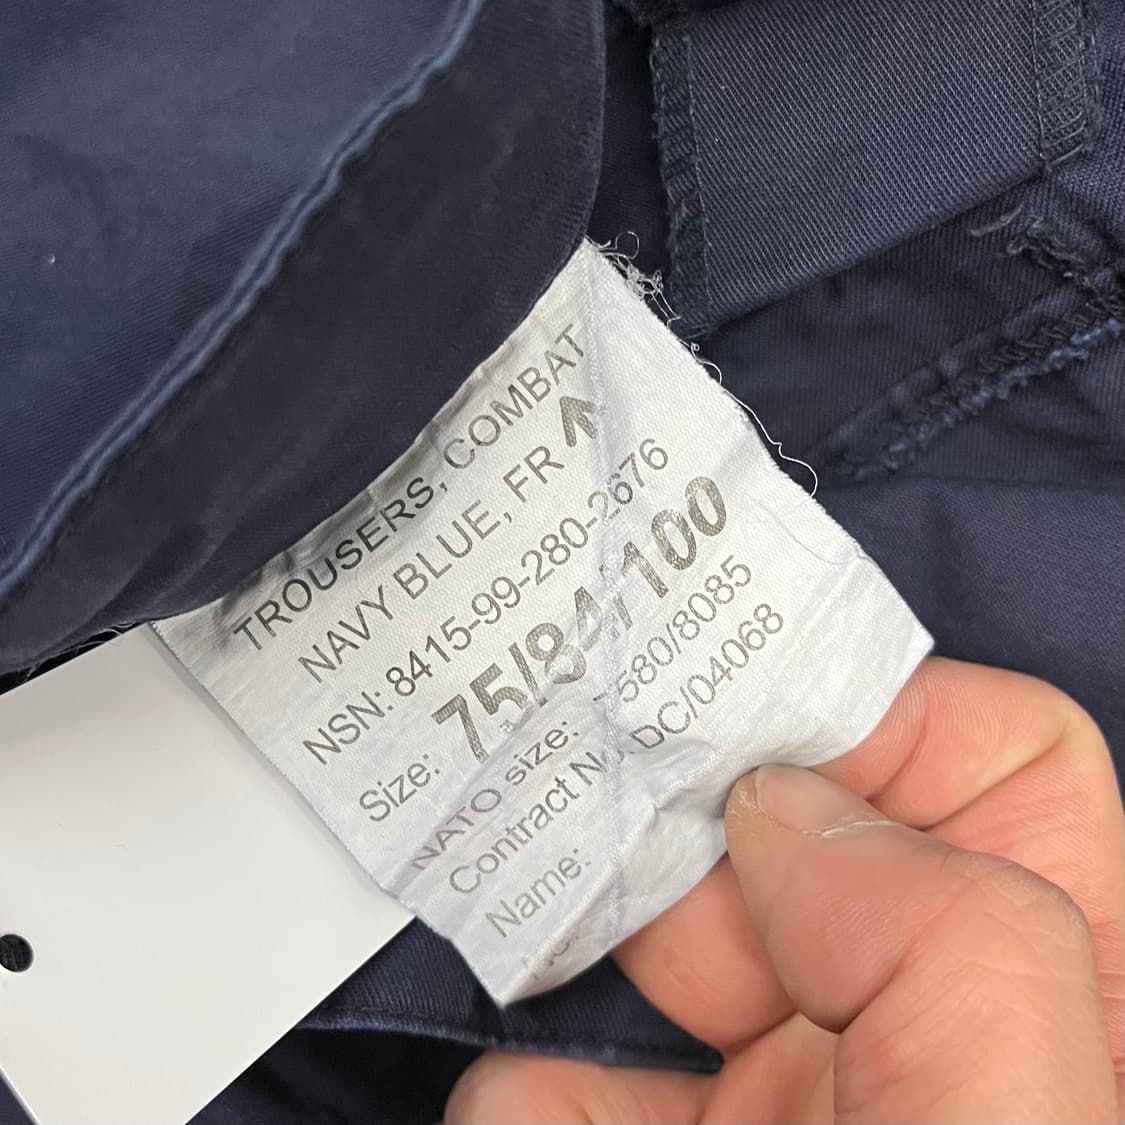 TROUSERS, COMBAT
NAVY BLUE, FR
NSN: 8415-99-280-2676
Size: 75/84/100
NATO size: 7580/8085
Contract No. DC/04068
Name:
No: